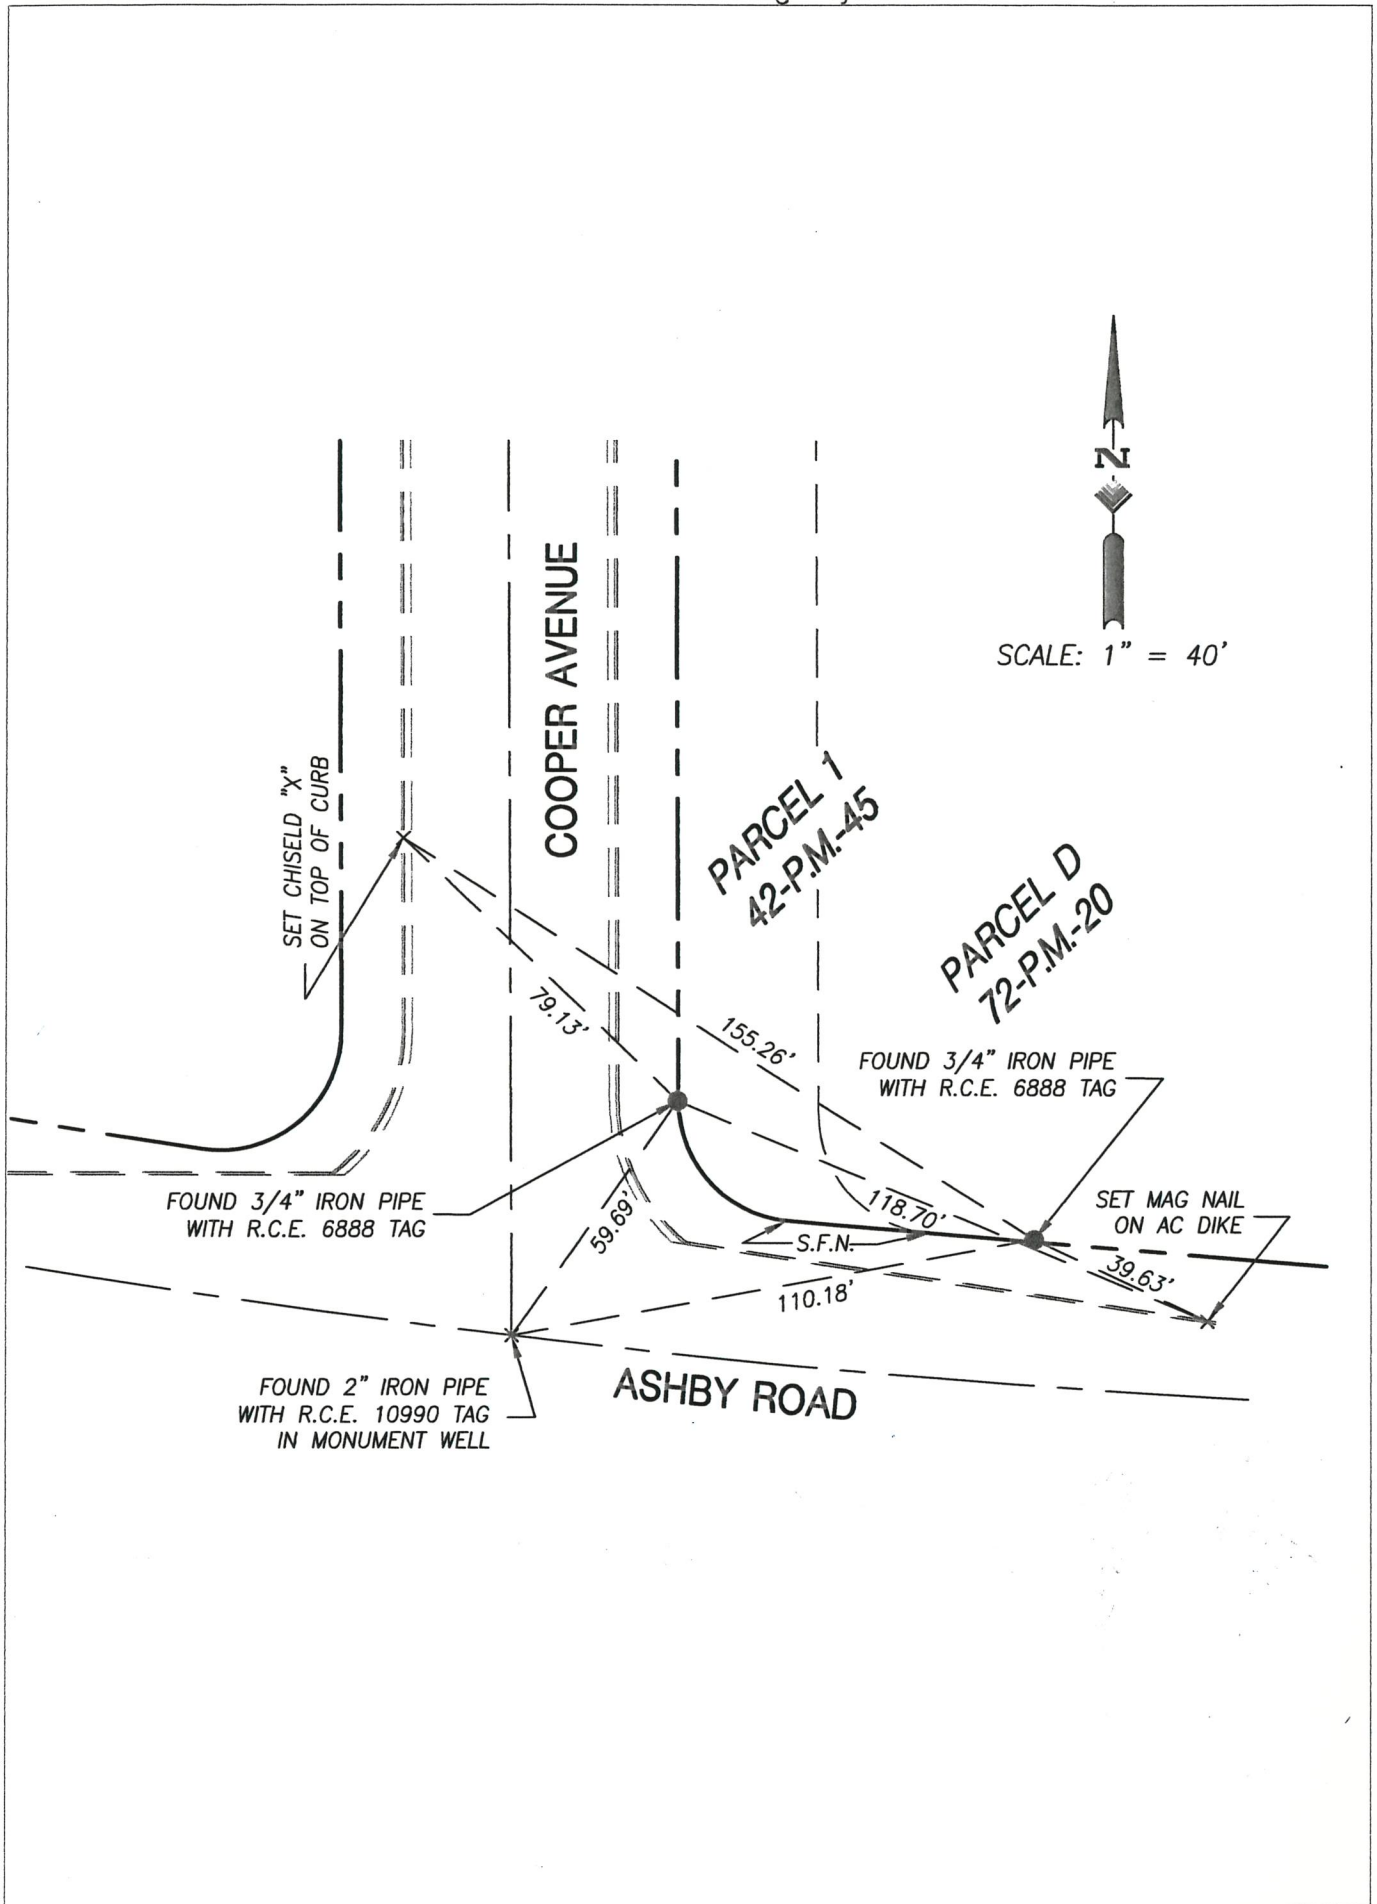 N
SCALE: 1" = 40'
COOPER AVENUE
SET CHISELD "X"
ON TOP OF CURB
PARCEL 1
42-P.M.-45
PARCEL D
72-P.M.-20
79.13'
155.26'
FOUND 3/4" IRON PIPE
WITH R.C.E. 6888 TAG
FOUND 3/4" IRON PIPE
WITH R.C.E. 6888 TAG
59.69'
118.70'
SET MAG NAIL
ON AC DIKE
S.F.N.
39.63'
110.18'
FOUND 2" IRON PIPE
WITH R.C.E. 10990 TAG
IN MONUMENT WELL
ASHBY ROAD